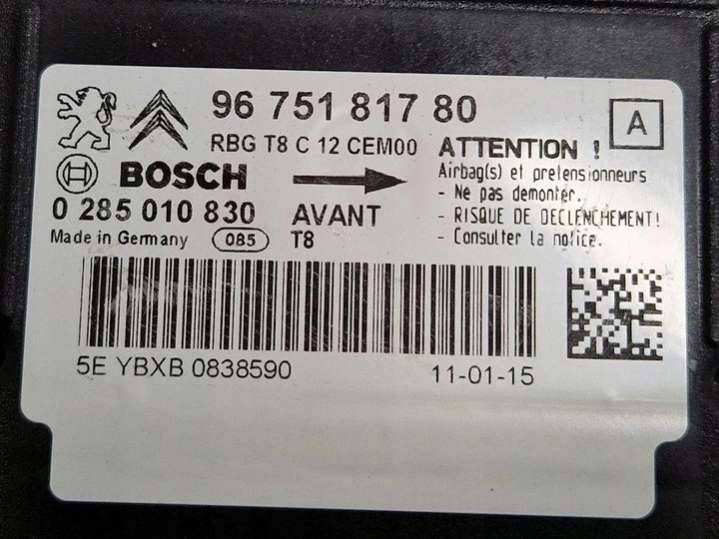 96 751 817 80
A
RBG T8 C 12 CEM00
ATTENTION !
BOSCH
Airbag(s) et pretensionneurs
- Ne pas demonter.
0 285 010 830
AVANT
- RISQUE DE DECLENCHEMENT!
Made in Germany
085
T8
- Consulter la notice.
5E YBXB 0838590
11-01-15